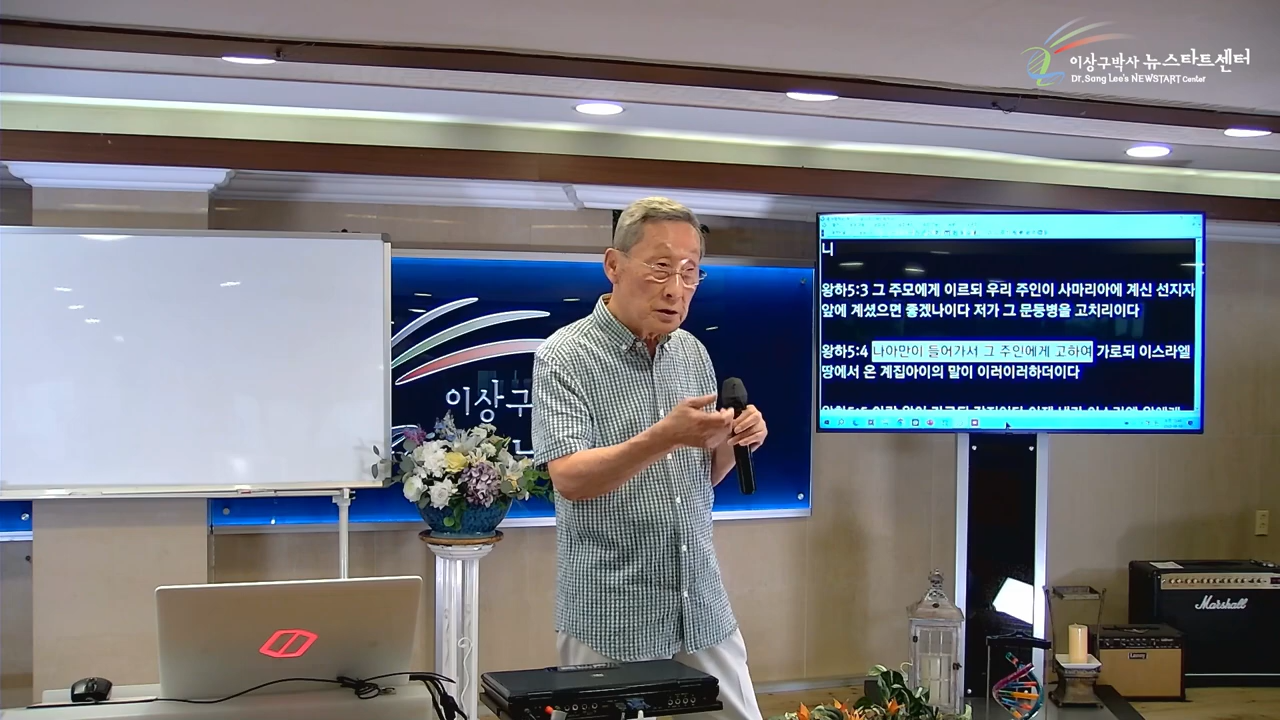 이상구박사 뉴스타트센터
Dr. Sang Lee's NEWSTART Center
니
왕하5:3 그 주모에게 이르되 우리 주인이 사마리아에 계신 선지자
앞에 계셨으면 좋겠나이다 저가 그 문둥병을 고치리이다
왕하5:4 나아만이 들어가서 그 주인에게 고하여 가로되 이스라엘
땅에서 온 계집아이의 말이 이러이러하더이다
이상구
Marshall
Laney